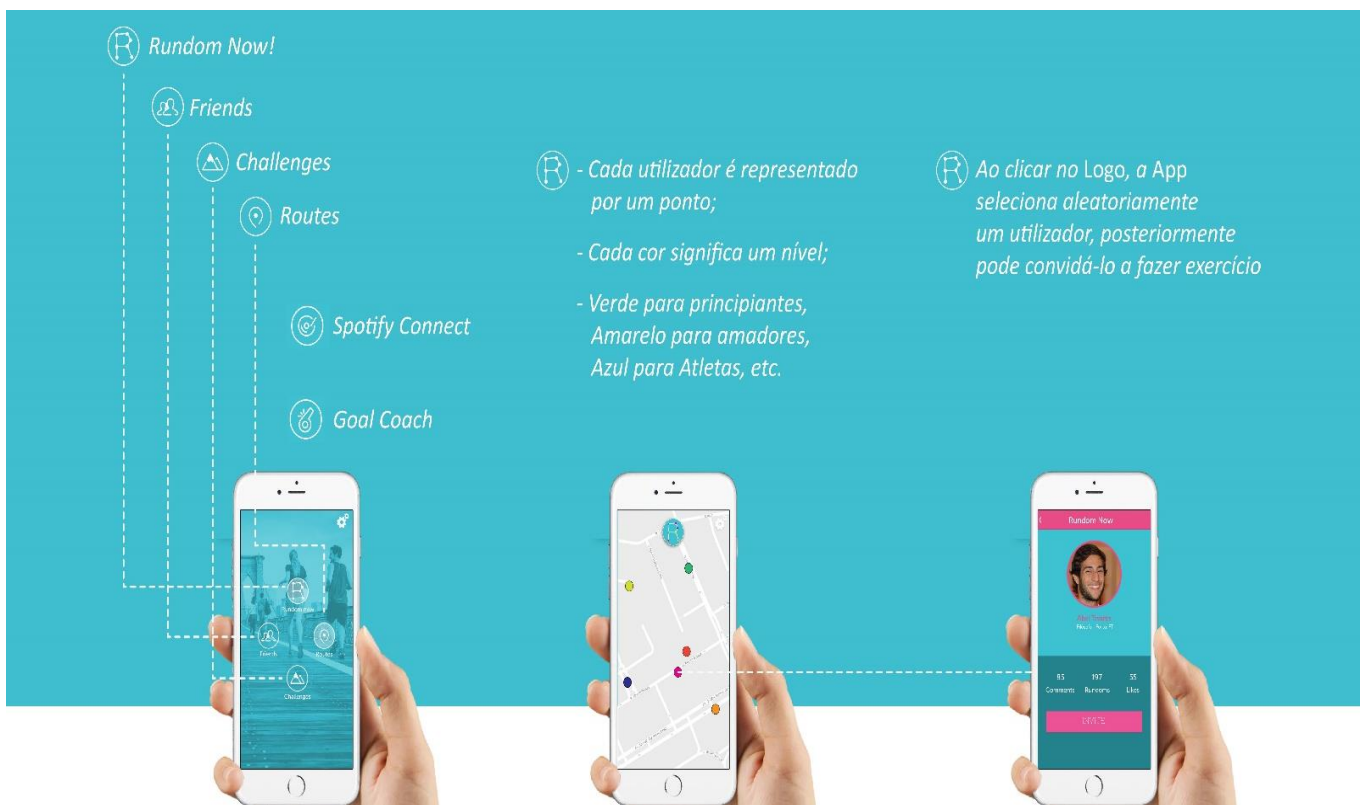 Rundom Now!
Friends
Challenges
Routes
Spotify Connect
Goal Coach
- Cada utilizador é representado
por um ponto;
- Cada cor significa um nível;
- Verde para principiantes,
Amarelo para amadores,
Azul para Atletas, etc.
Ao clicar no Logo, a App
seleciona aleatoriamente
um utilizador, posteriormente
pode convidá-lo a fazer exercício
Rundom Now
Friends
Routes
Challenges
Rundom Now
85 197 55
Comments Rundoms Likes
INVITE